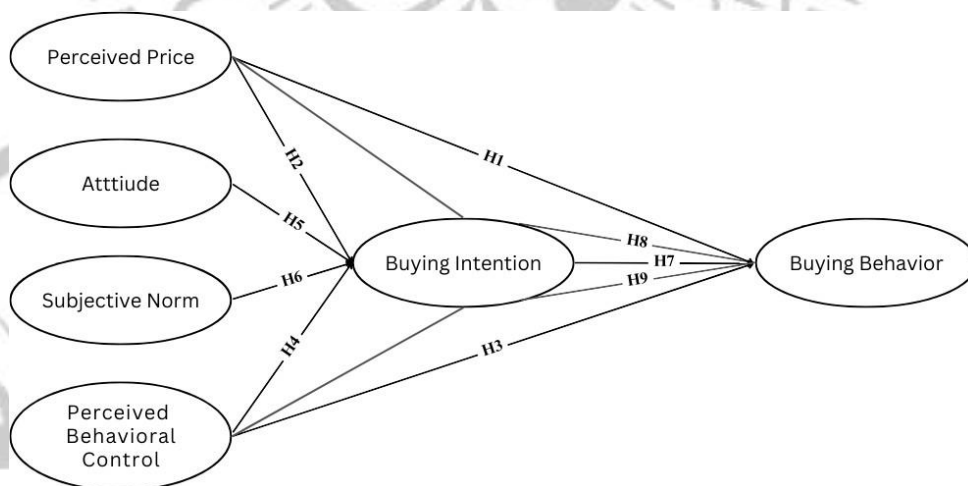 Perceived Price
H1
H2
Atttiude
H5
H8
Buying Intention
H7
Buying Behavior
H9
H6
Subjective Norm
H4
H3
Perceived
Behavioral
Control